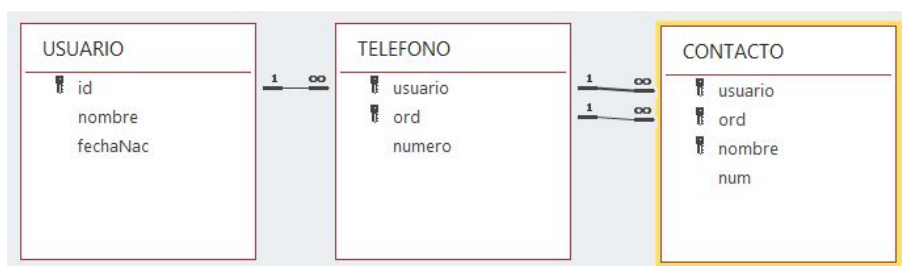 USUARIO
id
nombre
fechaNac
1 ∞
TELEFONO
usuario
ord
numero
1 ∞
1 ∞
CONTACTO
usuario
ord
nombre
num